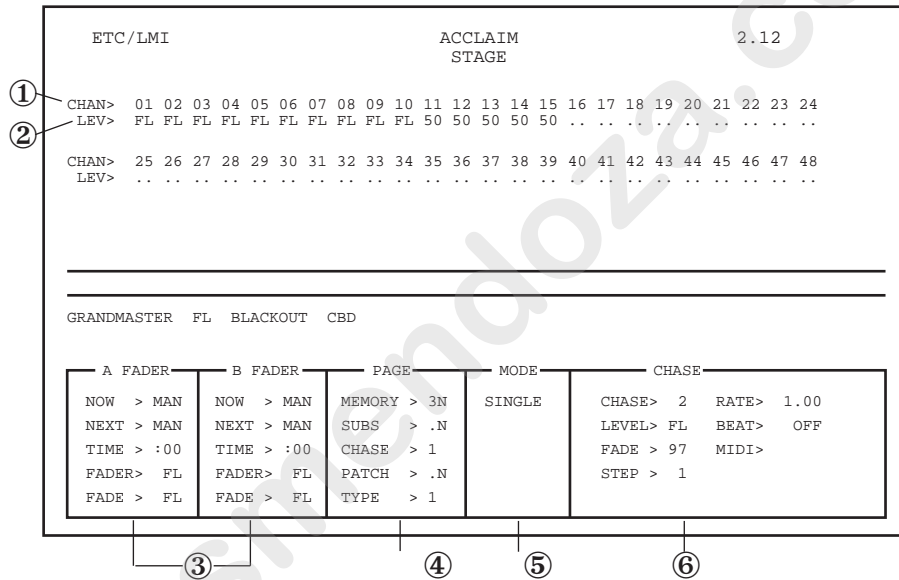 ETC/LMI ACCLAIM 2.12
STAGE
① CHAN> 01 02 03 04 05 06 07 08 09 10 11 12 13 14 15 16 17 18 19 20 21 22 23 24
② LEV> FL FL FL FL FL FL FL FL FL FL 50 50 50 50 50 .. .. .. .. .. .. .. .. ..
CHAN> 25 26 27 28 29 30 31 32 33 34 35 36 37 38 39 40 41 42 43 44 45 46 47 48
LEV> .. .. .. .. .. .. .. .. .. .. .. .. .. .. .. .. .. .. .. .. .. .. .. ..
GRANDMASTER FL BLACKOUT CBD
A FADER B FADER PAGE MODE CHASE
NOW > MAN NOW > MAN MEMORY > 3N SINGLE CHASE> 2 RATE> 1.00
NEXT > MAN NEXT > MAN SUBS > .N LEVEL> FL BEAT> OFF
TIME > :00 TIME > :00 CHASE > 1 FADE > 97 MIDI>
FADER> FL FADER> FL PATCH > .N STEP > 1
FADE > FL FADE > FL TYPE > 1
③ ④ ⑤ ⑥
smendoza.c